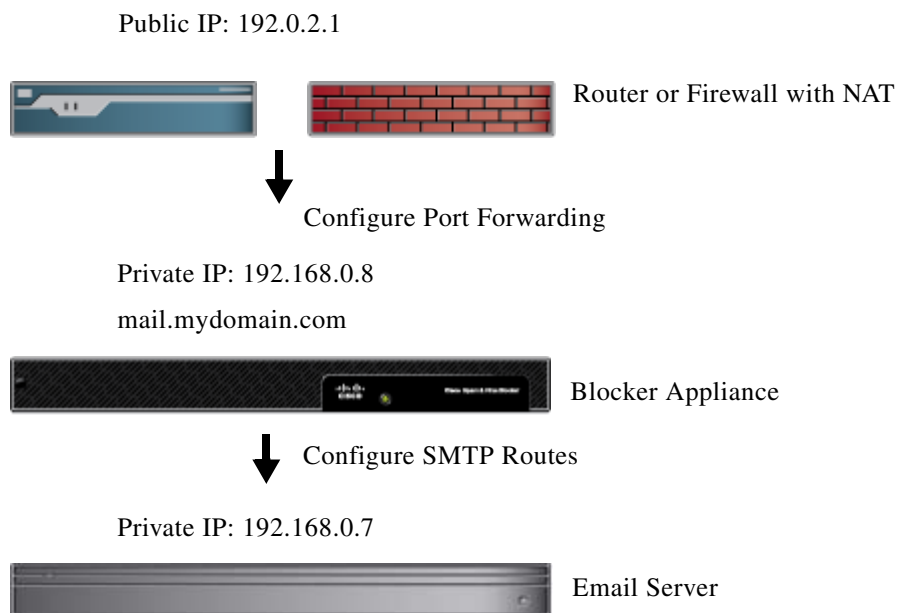 Public IP: 192.0.2.1
Router or Firewall with NAT
Configure Port Forwarding
Private IP: 192.168.0.8
mail.mydomain.com
CISCO
Blocker Appliance
Configure SMTP Routes
Private IP: 192.168.0.7
Email Server